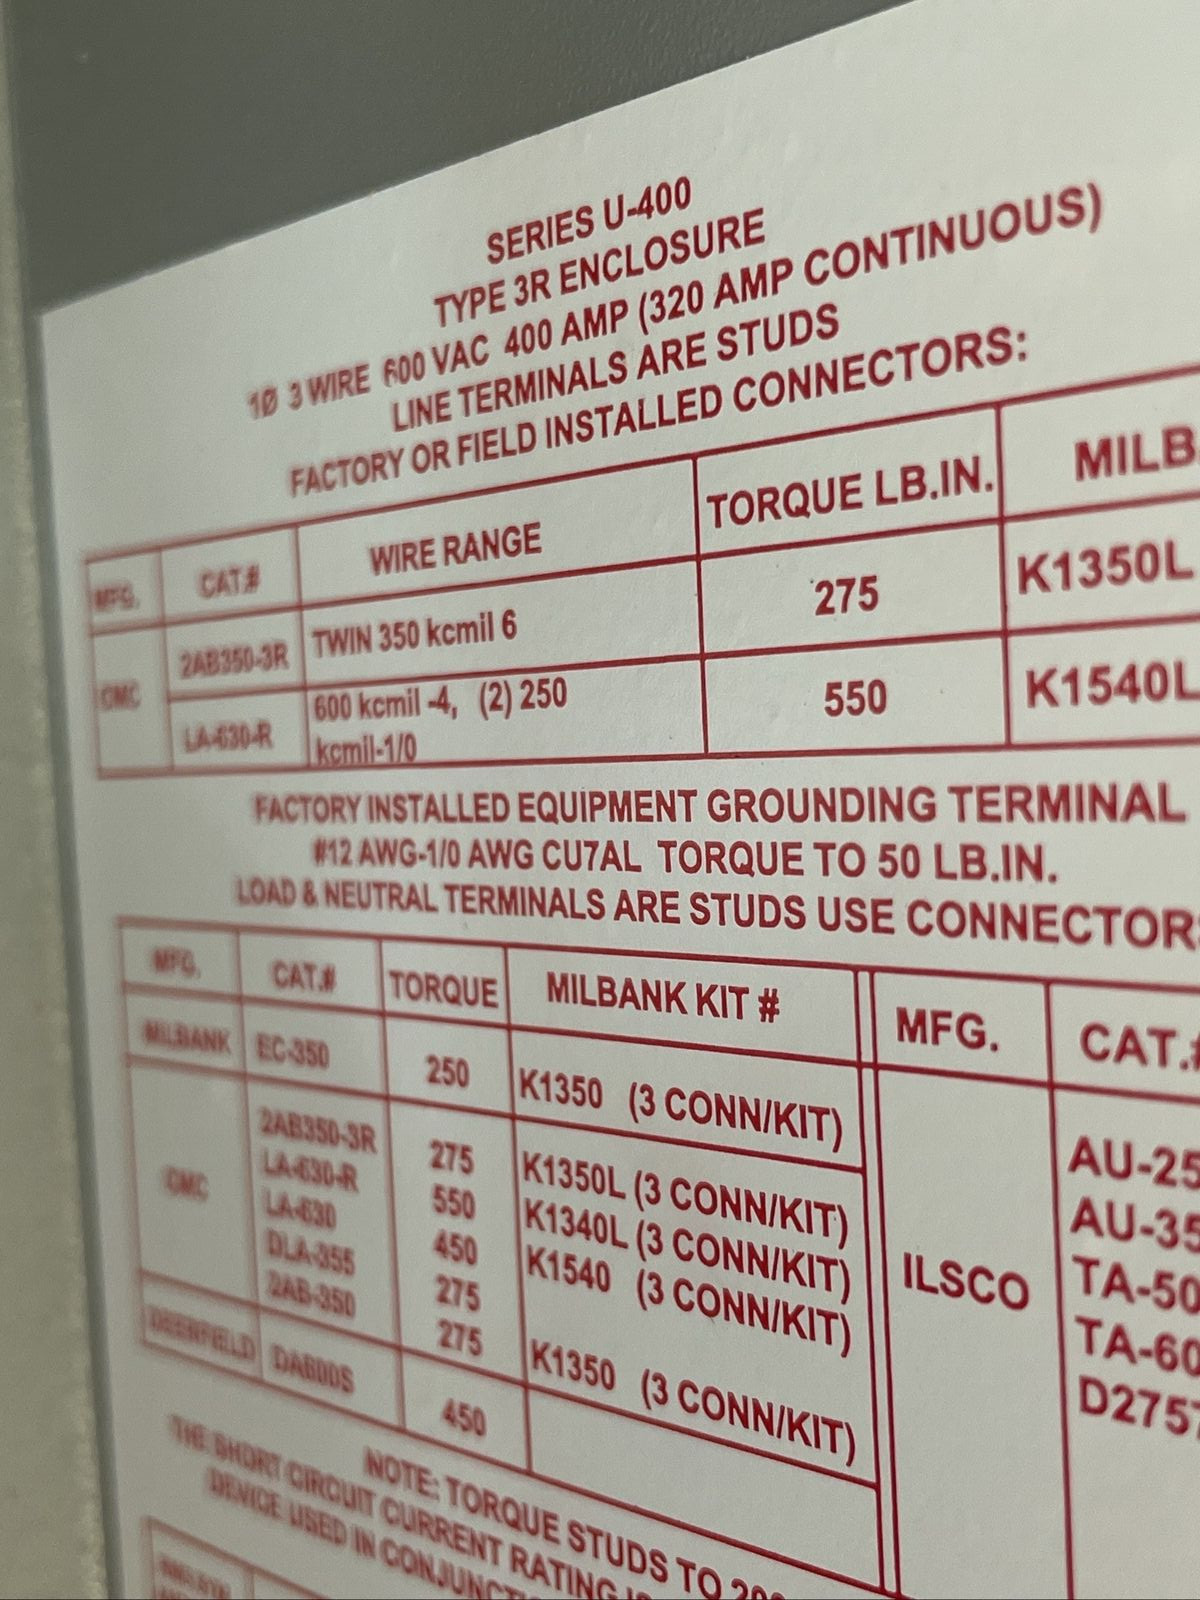 SERIES U-400
TYPE 3R ENCLOSURE
1Ø 3 WIRE 600 VAC 400 AMP (320 AMP CONTINUOUS)
LINE TERMINALS ARE STUDS
FACTORY OR FIELD INSTALLED CONNECTORS:
MFG. CAT.# WIRE RANGE TORQUE LB.IN. MILB
CMC 2AB350-3R TWIN 350 kcmil 6 275 K1350L
LA-630-R 600 kcmil -4, (2) 250 kcmil-1/0 550 K1540L
FACTORY INSTALLED EQUIPMENT GROUNDING TERMINAL
#12 AWG-1/0 AWG CU7AL TORQUE TO 50 LB.IN.
LOAD & NEUTRAL TERMINALS ARE STUDS USE CONNECTOR
MFG. CAT.# TORQUE MILBANK KIT # MFG. CAT.#
MILBANK EC-350 250 K1350 (3 CONN/KIT)
CMC 2AB350-3R 275 K1350L (3 CONN/KIT) ILSCO AU-25
LA-630-R 550 K1340L (3 CONN/KIT) AU-35
LA-630 450 K1540 (3 CONN/KIT) TA-50
DLA-355 275 TA-60
2AB-350 275 K1350 (3 CONN/KIT) D275
DA600S 450
NOTE: TORQUE STUDS TO
THE SHORT CIRCUIT CURRENT RATING
DEVICE USED IN